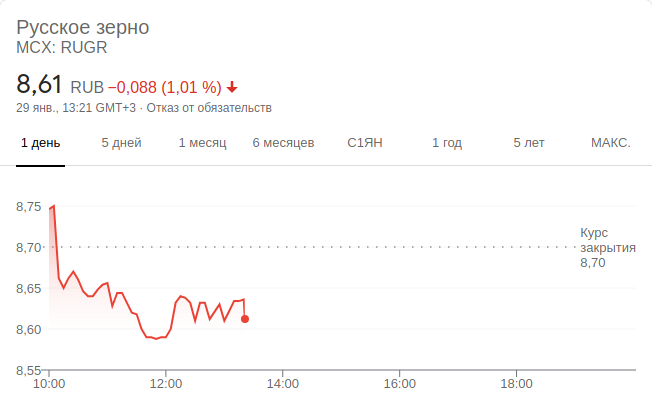 Русское зерно
MCX: RUGR
8,61 RUB −0,088 (1,01 %)
29 янв., 13:21 GMT+3 · Отказ от обязательств
1 день 5 дней 1 месяц 6 месяцев С1ЯН 1 год 5 лет МАКС.
8,75
Курс
8,70 закрытия
8,70
8,65
8,60
8,55
10:00 12:00 14:00 16:00 18:00